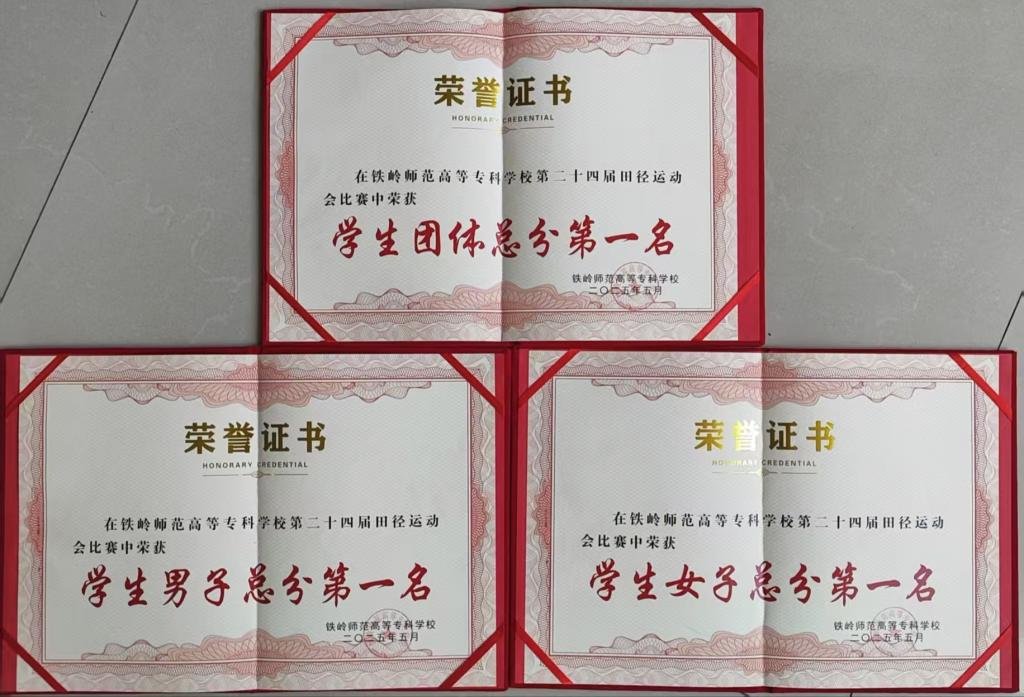 荣誉证书
HONORARY CREDENTIAL
在铁岭师范高等专科学校第二十四届田径运动
会比赛中荣获
学生团体总分第一名
铁岭师范高等专科学校
二〇二五年五月
荣誉证书
HONORARY CREDENTIAL
在铁岭师范高等专科学校第二十四届田径运动
会比赛中荣获
学生男子总分第一名
铁岭师范高等专科学校
二〇二五年五月
荣誉证书
HONORARY CREDENTIAL
在铁岭师范高等专科学校第二十四届田径运动
会比赛中荣获
学生女子总分第一名
铁岭师范高等专科学校
二〇二五年五月